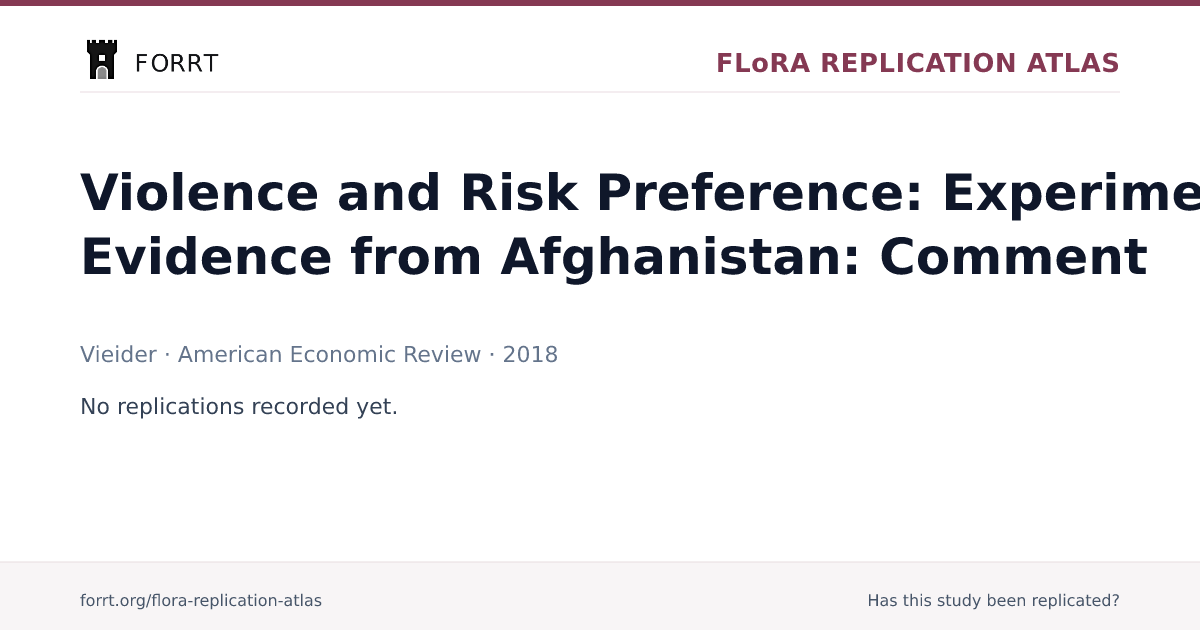 FORRT
FLoRA REPLICATION ATLAS
Violence and Risk Preference: Experime
Evidence from Afghanistan: Comment
Vieider · American Economic Review · 2018
No replications recorded yet.
forrt.org/flora-replication-atlas
Has this study been replicated?